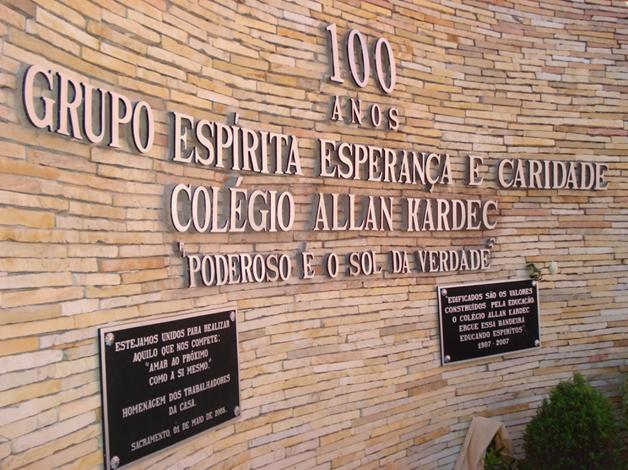 100
ANOS
GRUPO ESPÍRITA ESPERANÇA E CARIDADE
COLÉGIO ALLAN KARDEC
"PODEROSO É O SOL DA VERDADE"
ESTEJAMOS UNIDOS PARA REALIZAR
AQUILO QUE NOS COMPETE:
"AMAR AO PRÓXIMO
COMO A SI MESMO."
HOMENAGEM DOS TRABALHADORES
DA CASA.
SACRAMENTO, 01 DE MAIO DE 2005.
"EDIFICADOS SÃO OS VALORES
CONSTRUÍDOS PELA EDUCAÇÃO.
O COLÉGIO ALLAN KARDEC
ERGUE ESSA BANDEIRA
EDUCANDO ESPÍRITOS".
1907-2007